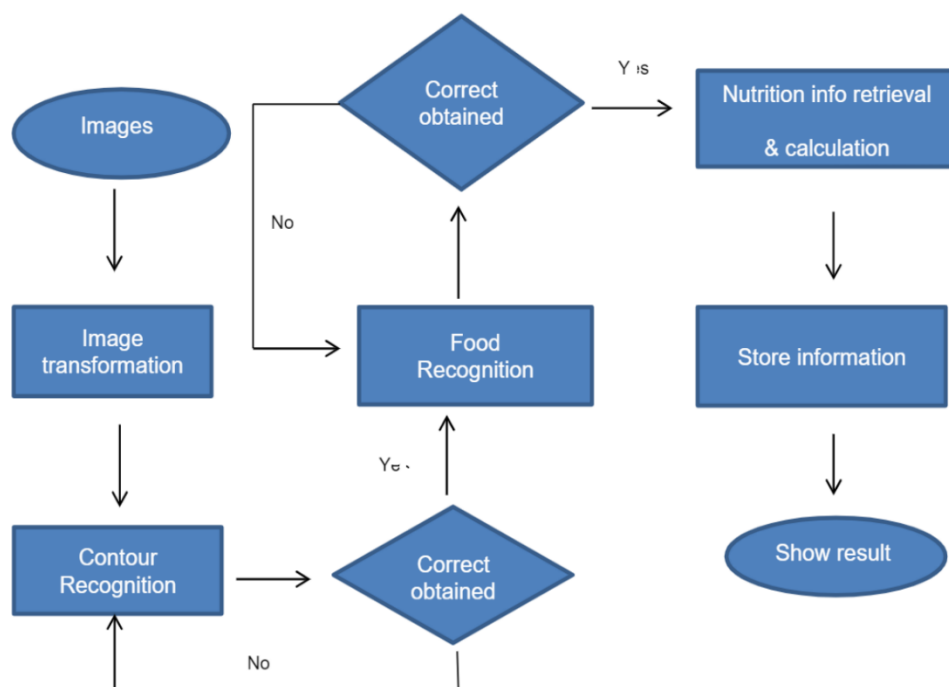 Images
Image
transformation
Contour
Recognition
No
Correct
obtained
Food
Recognition
No
Correct
obtained
Nutrition info retrieval
& calculation
Store information
Show result